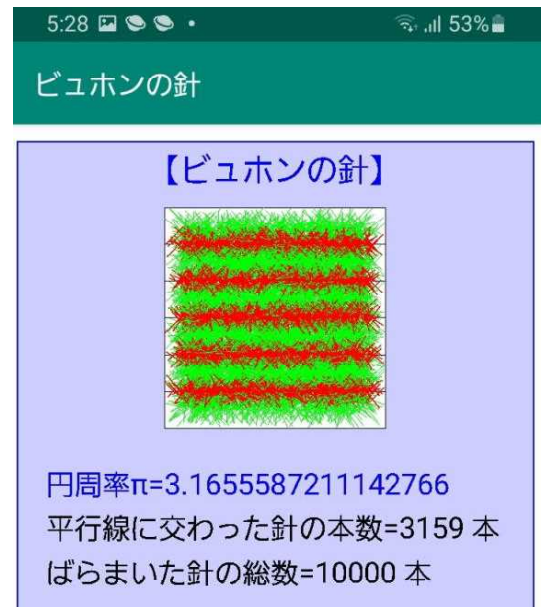 5:28 53%
ビュホンの針
【ビュホンの針】
円周率π=3.1655587211142766
平行線に交わった針の本数=3159 本
ばらまいた針の総数=10000 本